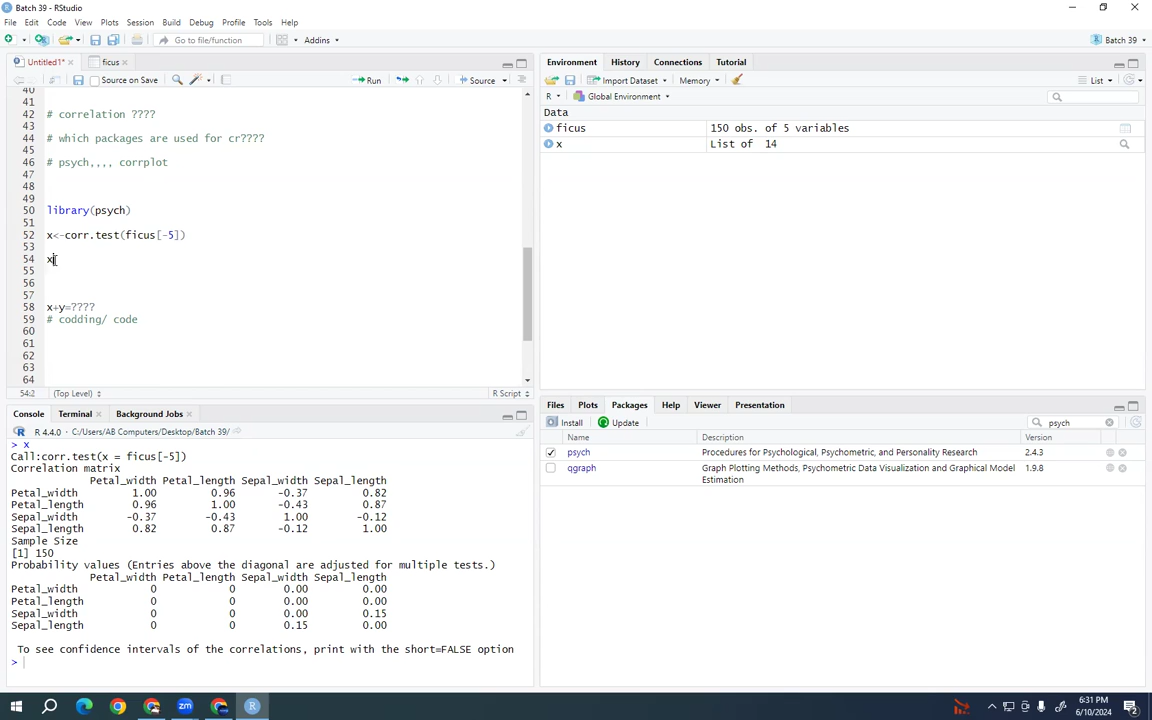 Batch 39 - RStudio
File Edit Code View Plots Session Build Debug Profile Tools Help
Go to file/function Addins Batch 39
Untitled1* ficus
Source on Save Run Source
40
41
42 # correlation ????
43
44 # which packages are used for cr????
45
46 # psych,,,, corrplot
47
48
49
50 library(psych)
51
52 x<-corr.test(ficus[-5])
53
54 x
55
56
57
58 x+y=????
59 # codding/ code
60
61
62
63
64
54:2 (Top Level) R Script
Console Terminal Background Jobs
R 4.4.0 · C:/Users/AB Computers/Desktop/Batch 39/
> x
Call:corr.test(x = ficus[-5])
Correlation matrix
Petal_width Petal_length Sepal_width Sepal_length
Petal_width 1.00 0.96 -0.37 0.82
Petal_length 0.96 1.00 -0.43 0.87
Sepal_width -0.37 -0.43 1.00 -0.12
Sepal_length 0.82 0.87 -0.12 1.00
Sample Size
[1] 150
Probability values (Entries above the diagonal are adjusted for multiple tests.)
Petal_width Petal_length Sepal_width Sepal_length
Petal_width 0 0 0.00 0.00
Petal_length 0 0 0.00 0.00
Sepal_width 0 0 0.00 0.15
Sepal_length 0 0 0.15 0.00
To see confidence intervals of the correlations, print with the short=FALSE option
>
Environment History Connections Tutorial
Import Dataset Memory List
R Global Environment
Data
ficus 150 obs. of 5 variables
x List of 14
Files Plots Packages Help Viewer Presentation
Install Update psych
Name Description Version
psych Procedures for Psychological, Psychometric, and Personality Research 2.4.3
qgraph Graph Plotting Methods, Psychometric Data Visualization and Graphical Model Estimation 1.9.8
zm R
6:31 PM
6/10/2024
2